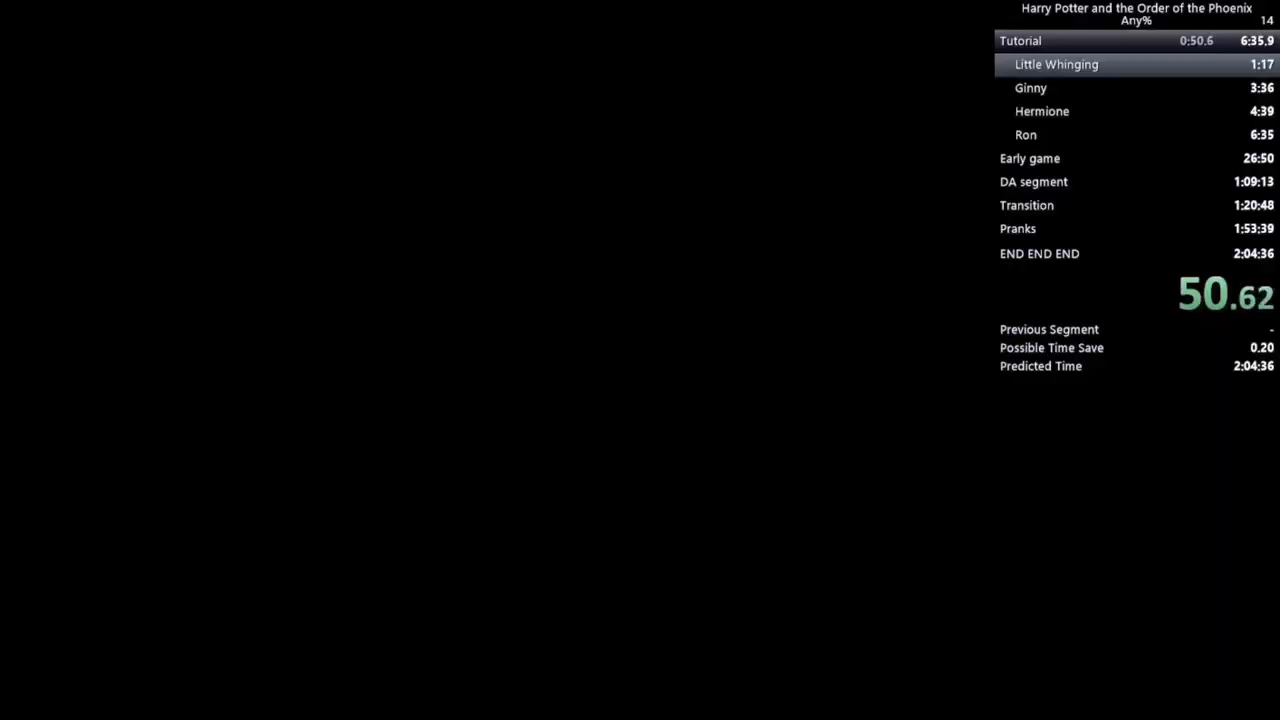 Harry Potter and the Order of the Phoenix
Any% 14
Tutorial 0:50.6 6:35.9
Little Whinging 1:17
Ginny 3:36
Hermione 4:39
Ron 6:35
Early game 26:50
DA segment 1:09:13
Transition 1:20:48
Pranks 1:53:39
END END END 2:04:36
50.62
Previous Segment -
Possible Time Save 0.20
Predicted Time 2:04:36